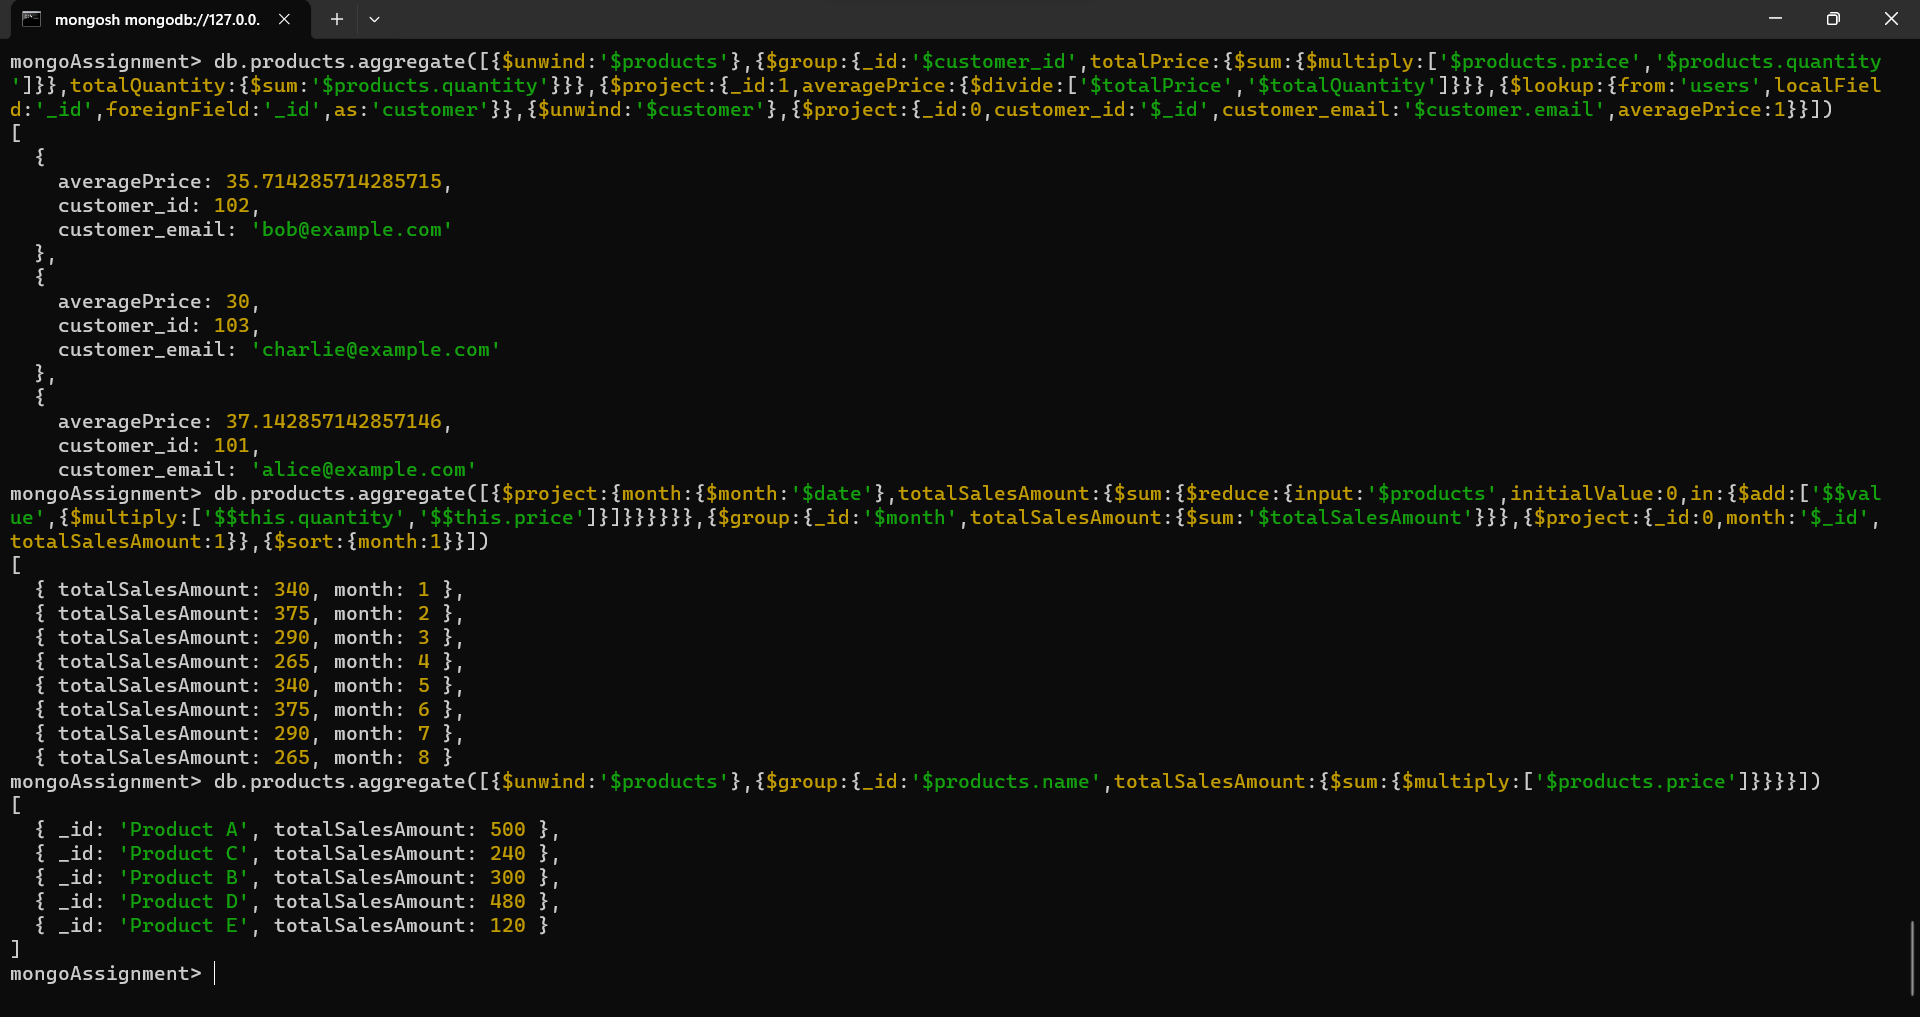 mongosh mongodb://127.0.0.
mongoAssignment> db.products.aggregate([{$unwind:'$products'},{$group:{_id:'$customer_id',totalPrice:{$sum:{$multiply:['$products.price','$products.quantity
']}},totalQuantity:{$sum:'$products.quantity'}}},{$project:{_id:1,averagePrice:{$divide:['$totalPrice','$totalQuantity']}}},{$lookup:{from:'users',localFiel
d:'_id',foreignField:'_id',as:'customer'}},{$unwind:'$customer'},{$project:{_id:0,customer_id:'$_id',customer_email:'$customer.email',averagePrice:1}}])
[
  {
    averagePrice: 35.714285714285715,
    customer_id: 102,
    customer_email: 'bob@example.com'
  },
  {
    averagePrice: 30,
    customer_id: 103,
    customer_email: 'charlie@example.com'
  },
  {
    averagePrice: 37.142857142857146,
    customer_id: 101,
    customer_email: 'alice@example.com'
mongoAssignment> db.products.aggregate([{$project:{month:{$month:'$date'},totalSalesAmount:{$sum:{$reduce:{input:'$products',initialValue:0,in:{$add:['$$val
ue',{$multiply:['$$this.quantity','$$this.price']}]}}}}}},{$group:{_id:'$month',totalSalesAmount:{$sum:'$totalSalesAmount'}}},{$project:{_id:0,month:'$_id',
totalSalesAmount:1}},{$sort:{month:1}}])
[
  { totalSalesAmount: 340, month: 1 },
  { totalSalesAmount: 375, month: 2 },
  { totalSalesAmount: 290, month: 3 },
  { totalSalesAmount: 265, month: 4 },
  { totalSalesAmount: 340, month: 5 },
  { totalSalesAmount: 375, month: 6 },
  { totalSalesAmount: 290, month: 7 },
  { totalSalesAmount: 265, month: 8 }
mongoAssignment> db.products.aggregate([{$unwind:'$products'},{$group:{_id:'$products.name',totalSalesAmount:{$sum:{$multiply:['$products.price']}}}}])
[
  { _id: 'Product A', totalSalesAmount: 500 },
  { _id: 'Product C', totalSalesAmount: 240 },
  { _id: 'Product B', totalSalesAmount: 300 },
  { _id: 'Product D', totalSalesAmount: 480 },
  { _id: 'Product E', totalSalesAmount: 120 }
]
mongoAssignment>